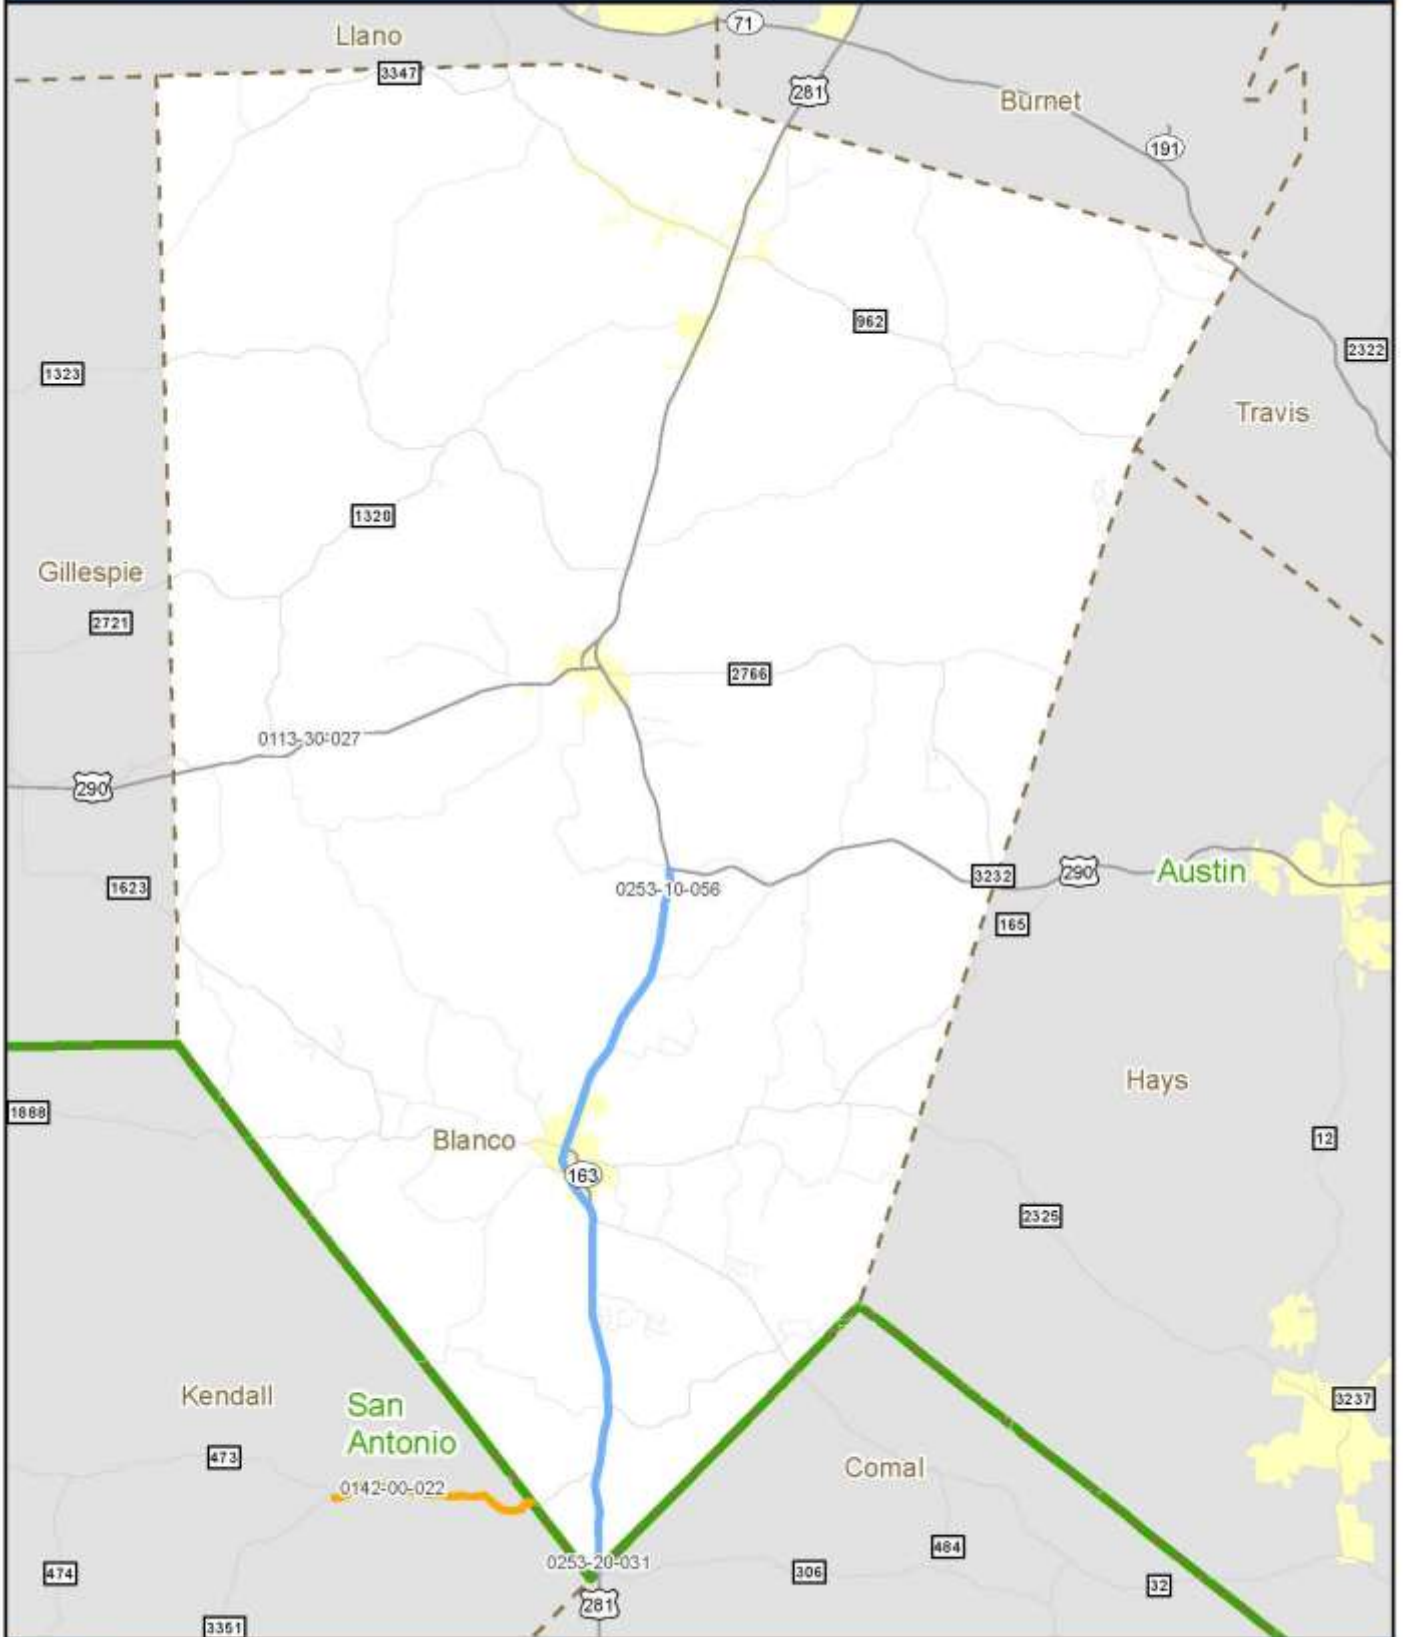 71
Llano
3347
281
Burnet
191
962
1323
2322
Travis
1328
Gillespie
2721
2766
0113-30-027
290
3232
290
Austin
1623
0253-10-056
165
Hays
1888
Blanco
12
163
2325
Kendall
San
Antonio
3237
473
Comal
0142-00-022
484
0253-20-031
474
306
32
281
3351